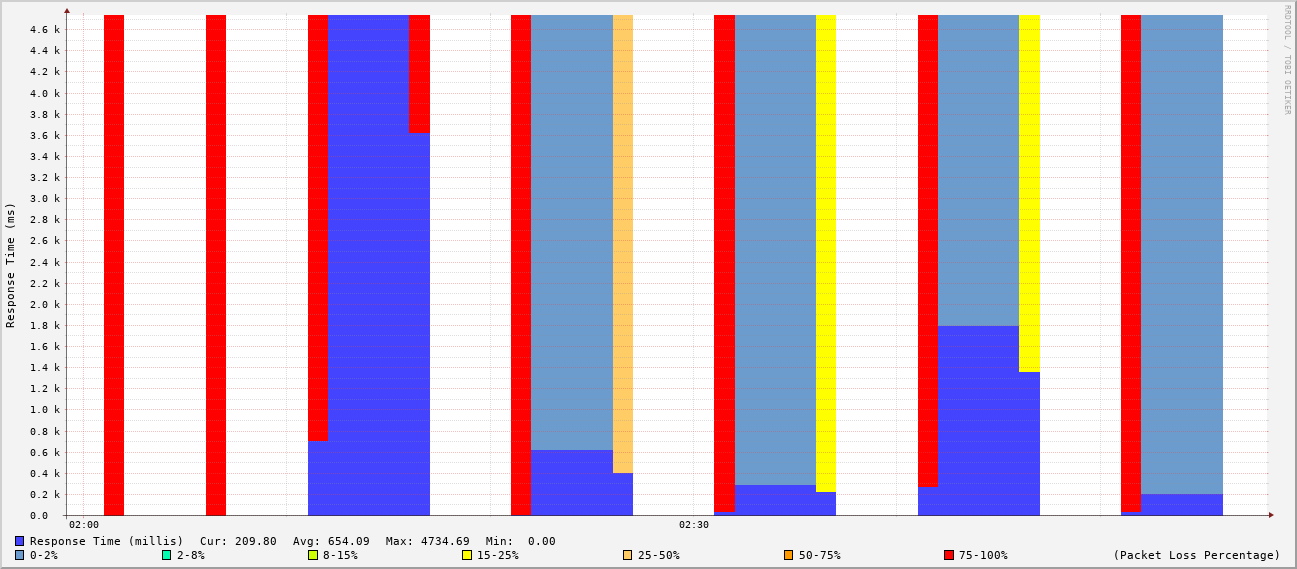 RRDTOOL / TOBI OETIKER
Response Time (ms)
4.6 k
4.4 k
4.2 k
4.0 k
3.8 k
3.6 k
3.4 k
3.2 k
3.0 k
2.8 k
2.6 k
2.4 k
2.2 k
2.0 k
1.8 k
1.6 k
1.4 k
1.2 k
1.0 k
0.8 k
0.6 k
0.4 k
0.2 k
0.0
02:00 02:30
Response Time (millis) Cur: 209.80 Avg: 654.09 Max: 4734.69 Min: 0.00
0-2% 2-8% 8-15% 15-25% 25-50% 50-75% 75-100% (Packet Loss Percentage)